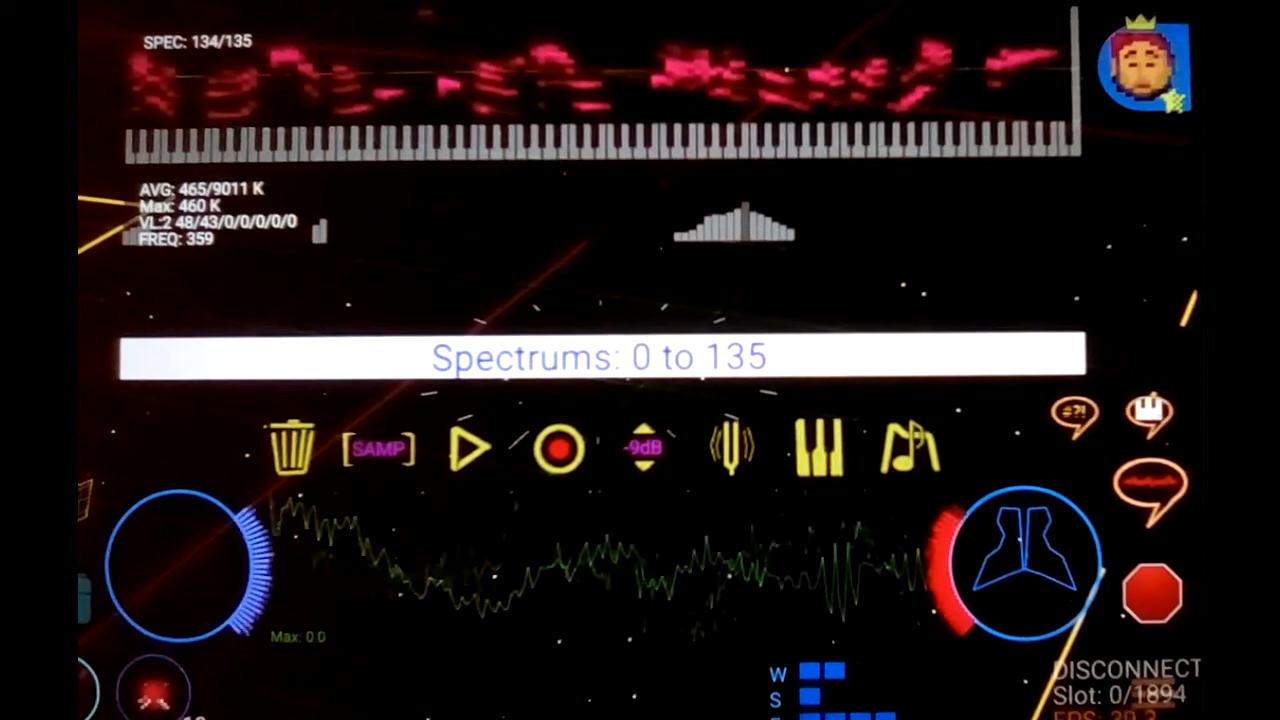 SPEC: 134/135
AVG: 465/9011 K
Max: 460 K
VL:2 48/43/0/0/0/0/0
FREQ: 359
Spectrums: 0 to 135
#?!
[SAMP]
-9dB
Max: 0.0
W
S
DISCONNECT
Slot: 0/1894